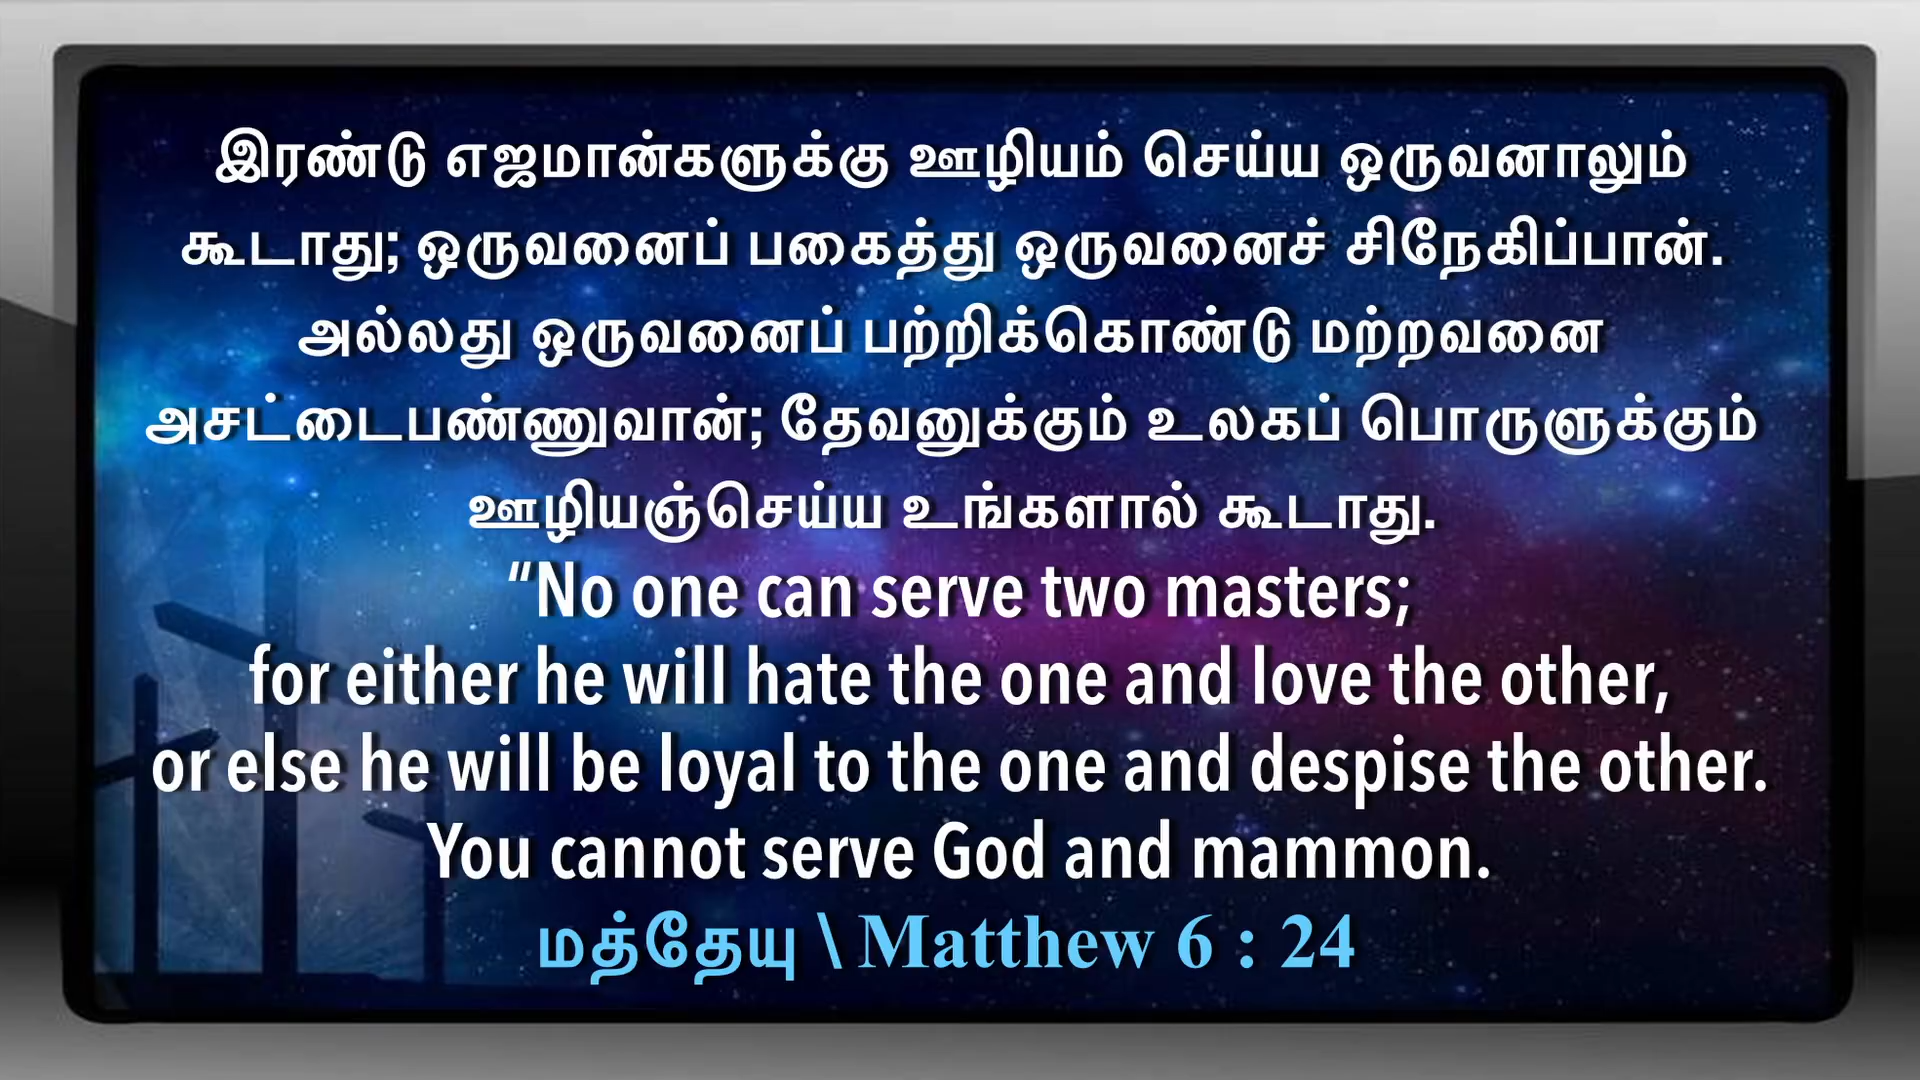 இரண்டு எஜமான்களுக்கு ஊழியம் செய்ய ஒருவனாலும்
கூடாது; ஒருவனைப் பகைத்து ஒருவனைச் சிநேகிப்பான்.
அல்லது ஒருவனைப் பற்றிக்கொண்டு மற்றவனை
அசட்டைபண்ணுவான்; தேவனுக்கும் உலகப் பொருளுக்கும்
ஊழியஞ்செய்ய உங்களால் கூடாது.
“No one can serve two masters;
for either he will hate the one and love the other,
or else he will be loyal to the one and despise the other.
You cannot serve God and mammon.
மத்தேயு \ Matthew 6 : 24